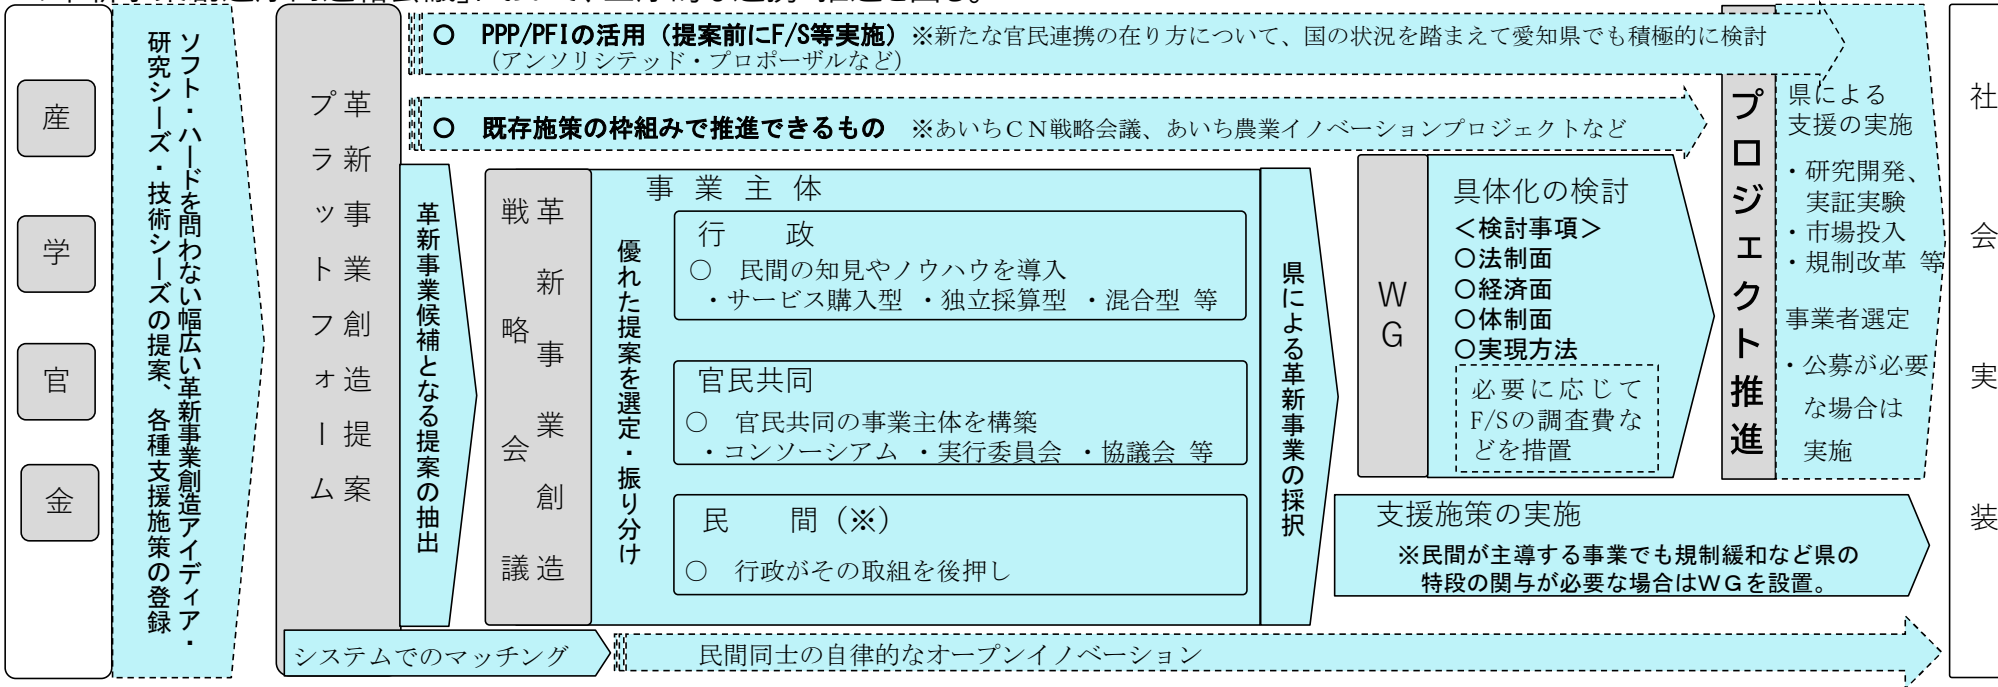 産
学
官
金
ソフト・ハードを問わない幅広い革新事業創造アイディア・
研究シーズ・技術シーズの提案、各種支援施策の登録
革新事業創造提案
プラットフォーム
○ PPP/PFIの活用（提案前にF/S等実施）※新たな官民連携の在り方について、国の状況を踏まえて愛知県でも積極的に検討
（アンソリシテッド・プロポーザルなど）
○ 既存施策の枠組みで推進できるもの ※あいちCN戦略会議、あいち農業イノベーションプロジェクトなど
革新事業候補となる提案の抽出
革新事業創造
戦略会議
優れた提案を選定・振り分け
事業主体
行　政
○ 民間の知見やノウハウを導入
・サービス購入型 ・独立採算型 ・混合型 等
官民共同
○ 官民共同の事業主体を構築
・コンソーシアム ・実行委員会 ・協議会 等
民　間（※）
○ 行政がその取組を後押し
県による革新事業の採択
WG
具体化の検討
＜検討事項＞
○法制面
○経済面
○体制面
○実現方法
必要に応じて
F/Sの調査費な
どを措置
プロジェクト推進
県による
支援の実施
・研究開発、
実証実験
・市場投入
・規制改革 等
事業者選定
・公募が必要
な場合は
実施
支援施策の実施
※民間が主導する事業でも規制緩和など県の
特段の関与が必要な場合はWGを設置。
システムでのマッチング
民間同士の自律的なオープンイノベーション
社会実装